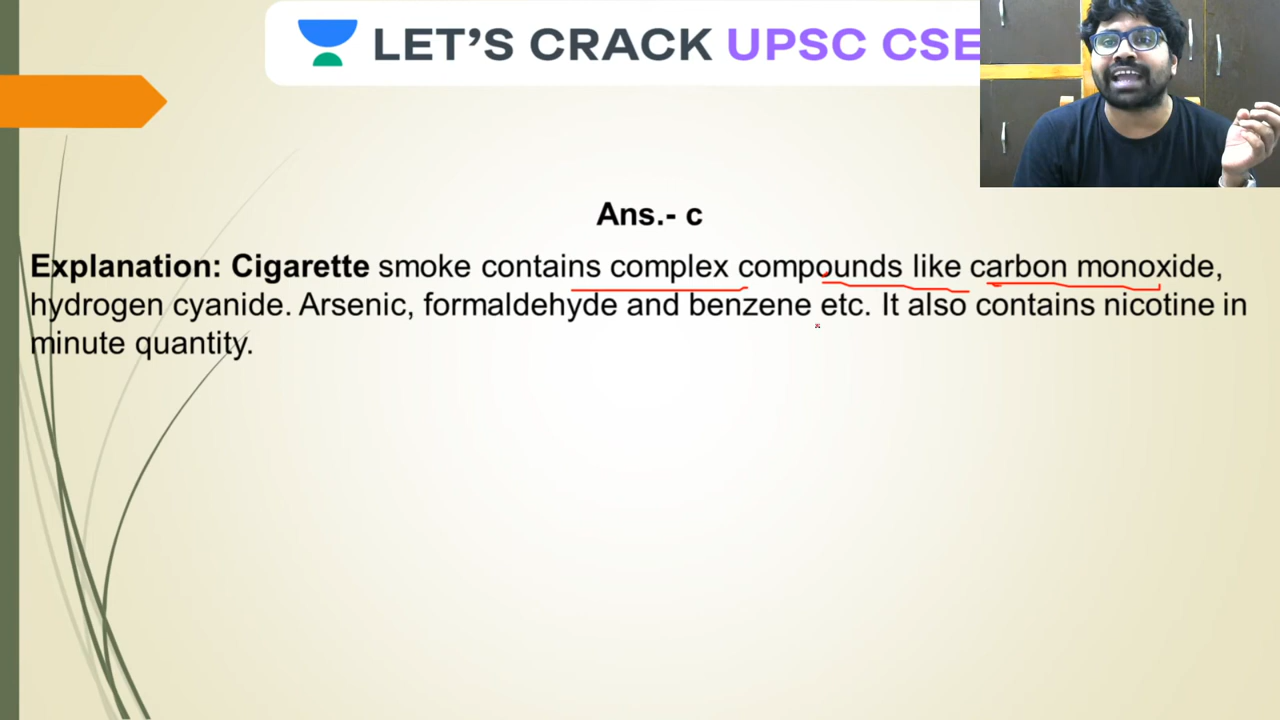 LET'S CRACK UPSC CSE
Ans.- c
Explanation: Cigarette smoke contains complex compounds like carbon monoxide,
hydrogen cyanide. Arsenic, formaldehyde and benzene etc. It also contains nicotine in
minute quantity.